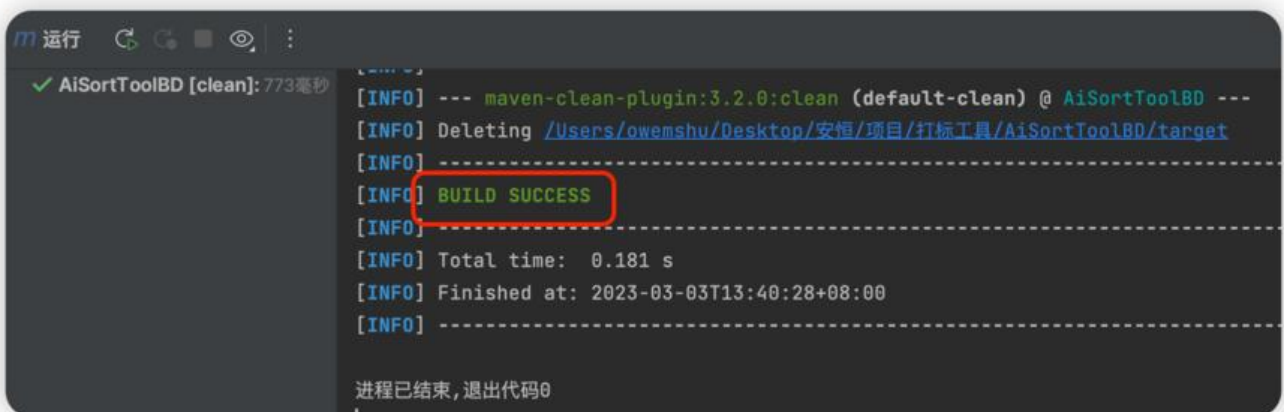 m 运行
✓ AiSortToolBD [clean]: 773毫秒
[INFO] --- maven-clean-plugin:3.2.0:clean (default-clean) @ AiSortToolBD ---
[INFO] Deleting /Users/owemshu/Desktop/安恒/项目/打标工具/AiSortToolBD/target
[INFO] ------------------------------------------------------------------------
[INFO] BUILD SUCCESS
[INFO] ------------------------------------------------------------------------
[INFO] Total time:  0.181 s
[INFO] Finished at: 2023-03-03T13:40:28+08:00
[INFO] ------------------------------------------------------------------------
进程已结束,退出代码0